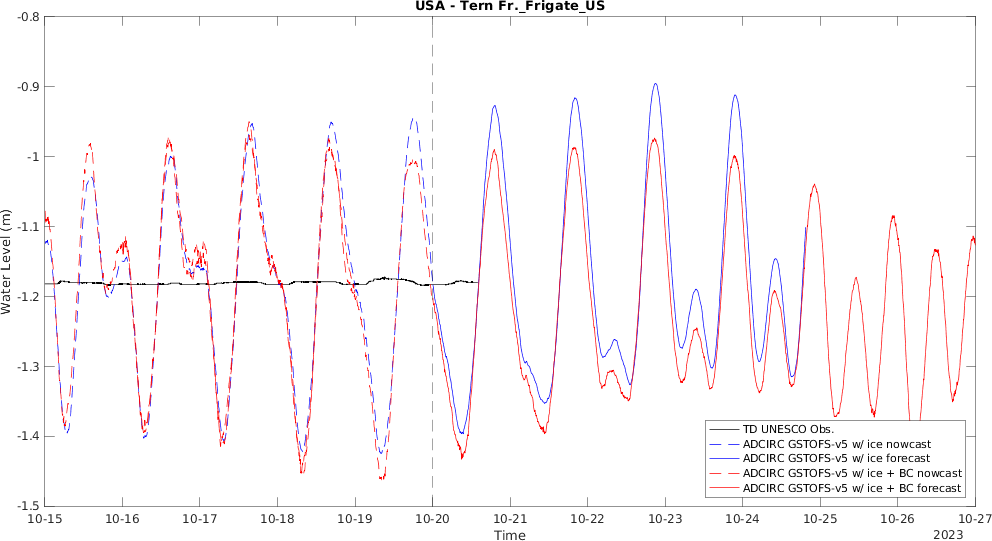 USA - Tern Fr._Frigate_US
Water Level (m)
-0.8
-0.9
-1
-1.1
-1.2
-1.3
-1.4
-1.5
TD UNESCO Obs.
ADCIRC GSTOFS-v5 w/ ice nowcast
ADCIRC GSTOFS-v5 w/ ice forecast
ADCIRC GSTOFS-v5 w/ ice + BC nowcast
ADCIRC GSTOFS-v5 w/ ice + BC forecast
10-15 10-16 10-17 10-18 10-19 10-20 10-21 10-22 10-23 10-24 10-25 10-26 10-27
Time
2023